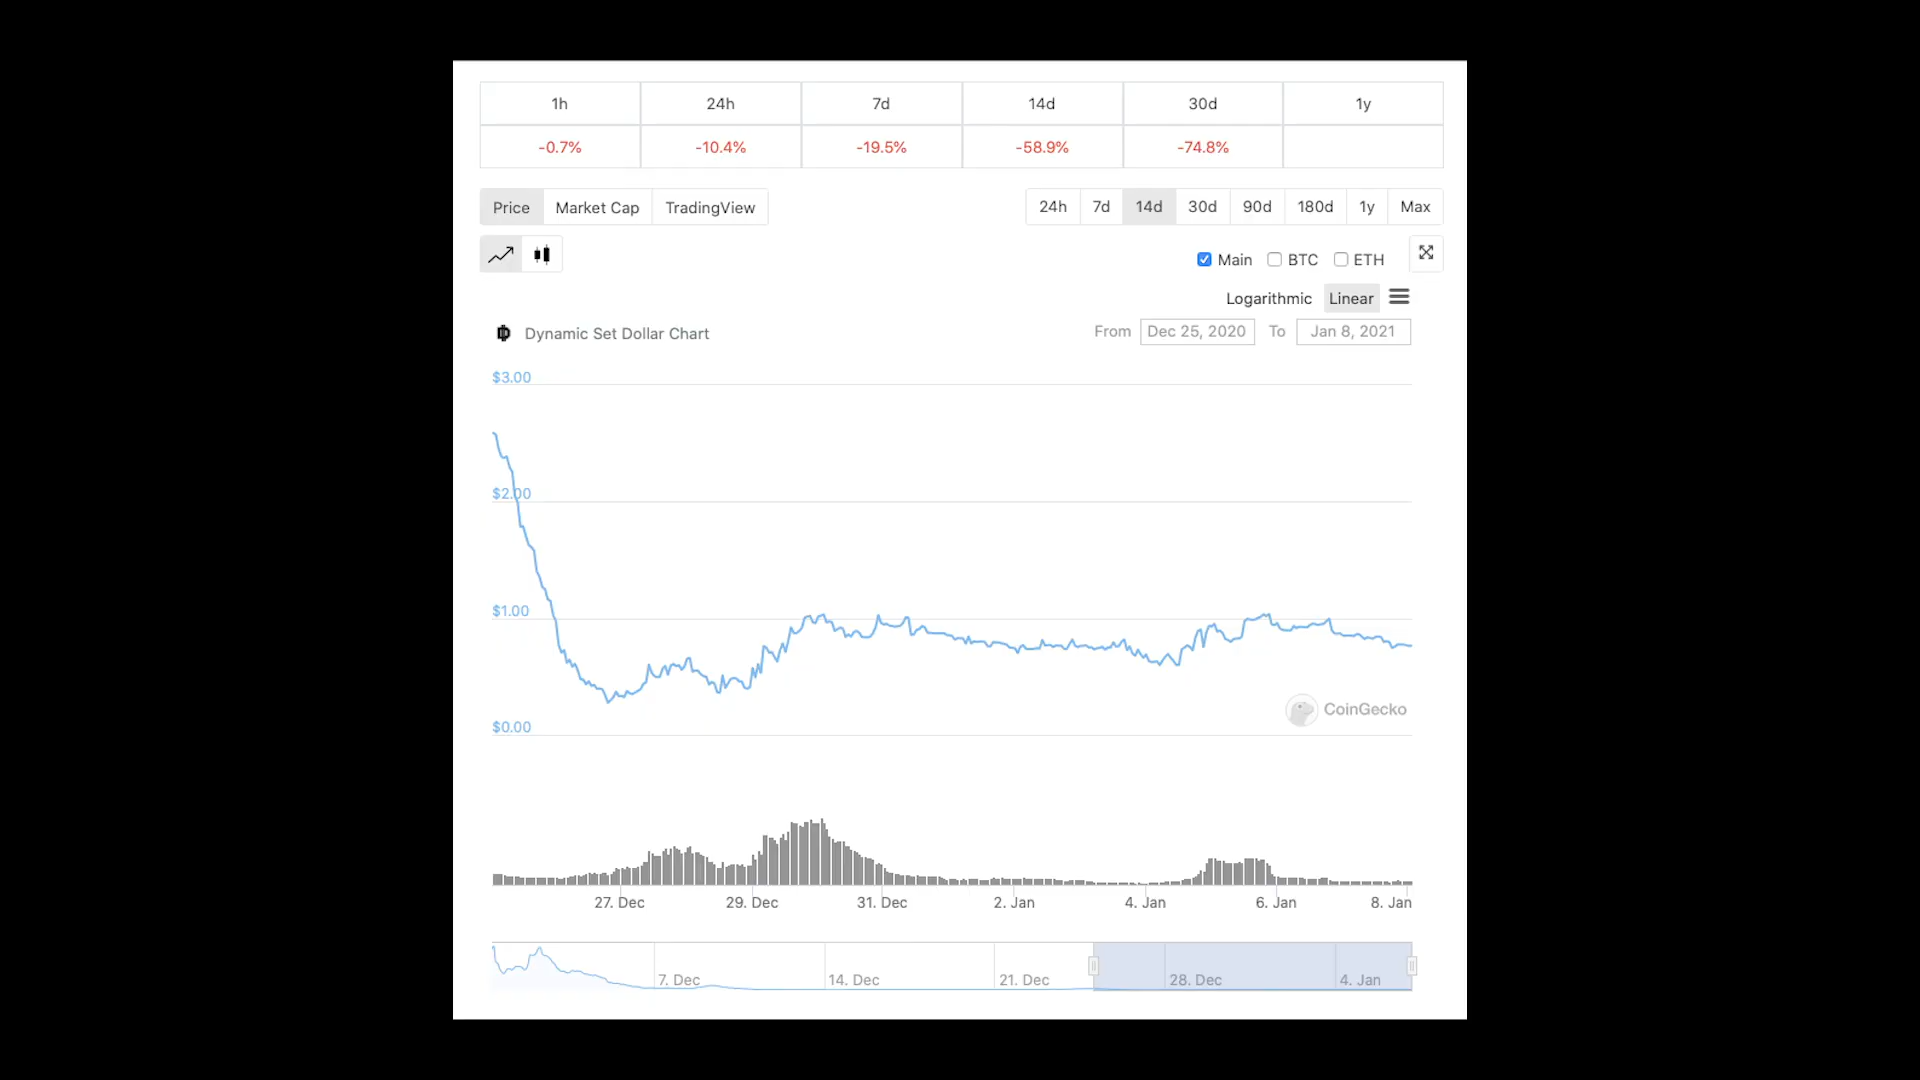 1h 24h 7d 14d 30d 1y
-0.7% -10.4% -19.5% -58.9% -74.8%
Price Market Cap TradingView 24h 7d 14d 30d 90d 180d 1y Max
Main BTC ETH
Logarithmic Linear
Dynamic Set Dollar Chart From Dec 25, 2020 To Jan 8, 2021
$3.00
$2.00
$1.00
CoinGecko
$0.00
27. Dec 29. Dec 31. Dec 2. Jan 4. Jan 6. Jan 8. Jan
7. Dec 14. Dec 21. Dec 28. Dec 4. Jan